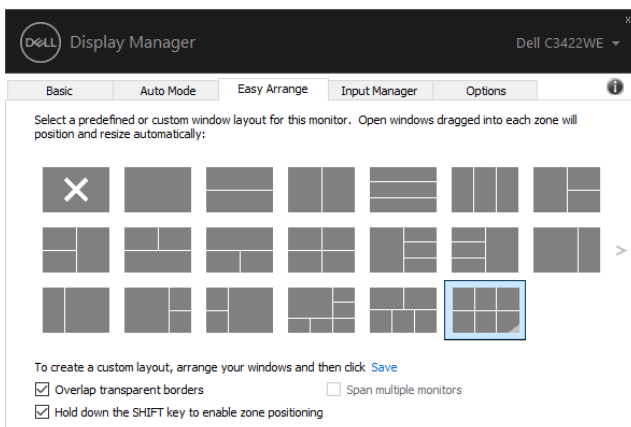 DELL Display Manager
Dell C3422WE
Basic
Auto Mode
Easy Arrange
Input Manager
Options
Select a predefined or custom window layout for this monitor. Open windows dragged into each zone will
position and resize automatically:
To create a custom layout, arrange your windows and then click Save
Overlap transparent borders
Span multiple monitors
Hold down the SHIFT key to enable zone positioning